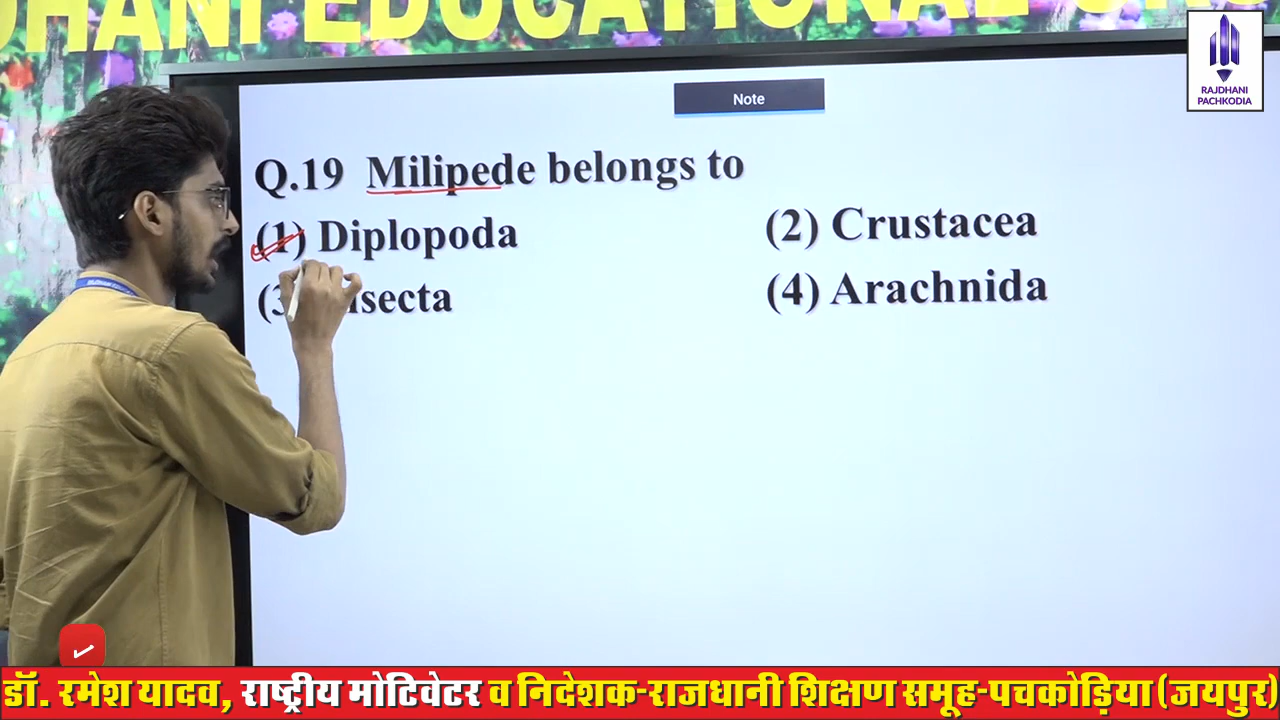 EDUCATIONAL
RAJDHANI
PACHKODIA
Note
Q.19 Milipede belongs to
(1) Diplopoda
(2) Crustacea
(4) Arachnida
डॉ. रमेश यादव, राष्ट्रीय मोटिवेटर व निदेशक-राजधानी शिक्षण समूह-पचकोड़िया (जयपुर)